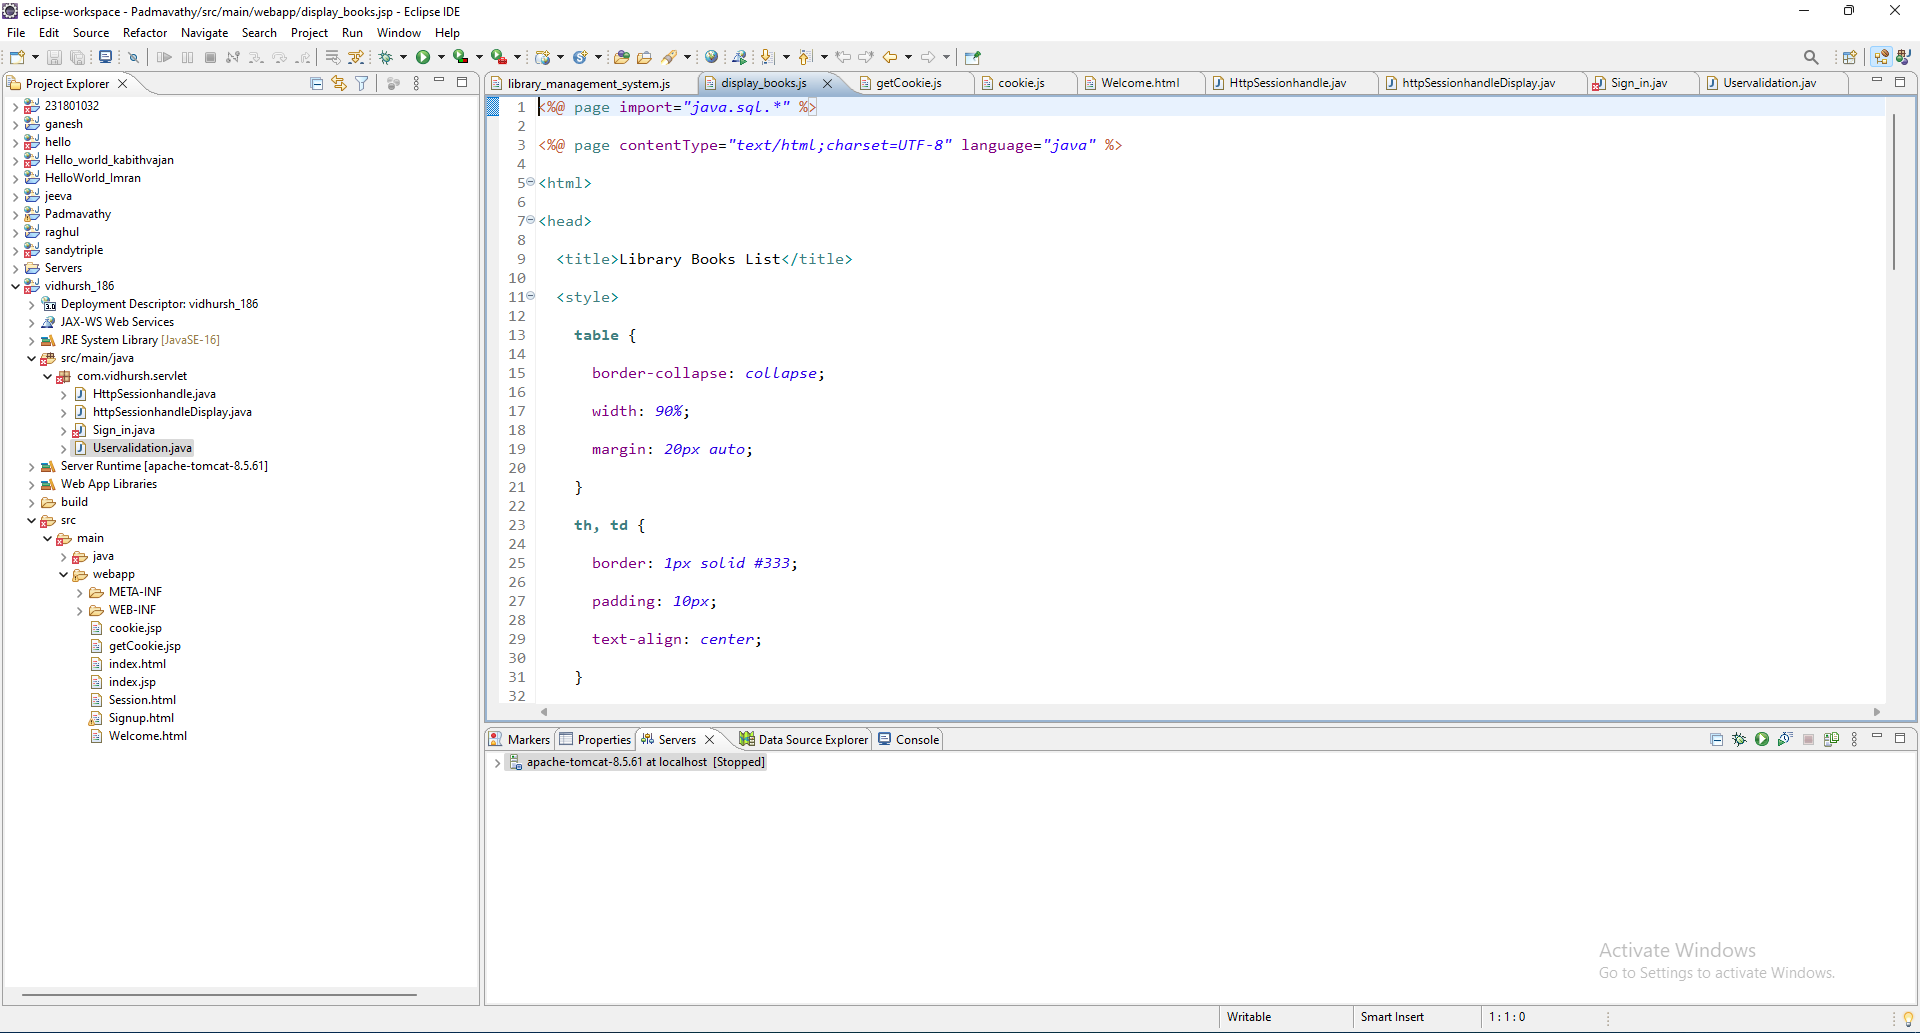 eclipse-workspace - Padmavathy/src/main/webapp/display_books.jsp - Eclipse IDE
File Edit Source Refactor Navigate Search Project Run Window Help
Project Explorer
231801032
ganesh
hello
Hello_world_kabithvajan
HelloWorld_Imran
jeeva
Padmavathy
raghul
sandytriple
Servers
vidhursh_186
Deployment Descriptor: vidhursh_186
JAX-WS Web Services
JRE System Library [JavaSE-16]
src/main/java
com.vidhursh.servlet
HttpSessionhandle.java
httpSessionhandleDisplay.java
Sign_in.java
Uservalidation.java
Server Runtime [apache-tomcat-8.5.61]
Web App Libraries
build
src
main
java
webapp
META-INF
WEB-INF
cookie.jsp
getCookie.jsp
index.html
index.jsp
Session.html
Signup.html
Welcome.html
library_management_system.js display_books.js getCookie.js cookie.js Welcome.html HttpSessionhandle.jav httpSessionhandleDisplay.jav Sign_in.jav Uservalidation.jav
1 <%@ page import="java.sql.*" %>
2
3 <%@ page contentType="text/html;charset=UTF-8" language="java" %>
4
5 <html>
6
7 <head>
8
9 <title>Library Books List</title>
10
11 <style>
12
13 table {
14
15 border-collapse: collapse;
16
17 width: 90%;
18
19 margin: 20px auto;
20
21 }
22
23 th, td {
24
25 border: 1px solid #333;
26
27 padding: 10px;
28
29 text-align: center;
30
31 }
32
Markers Properties Servers Data Source Explorer Console
apache-tomcat-8.5.61 at localhost [Stopped]
Activate Windows
Go to Settings to activate Windows.
Writable Smart Insert 1 : 1 : 0